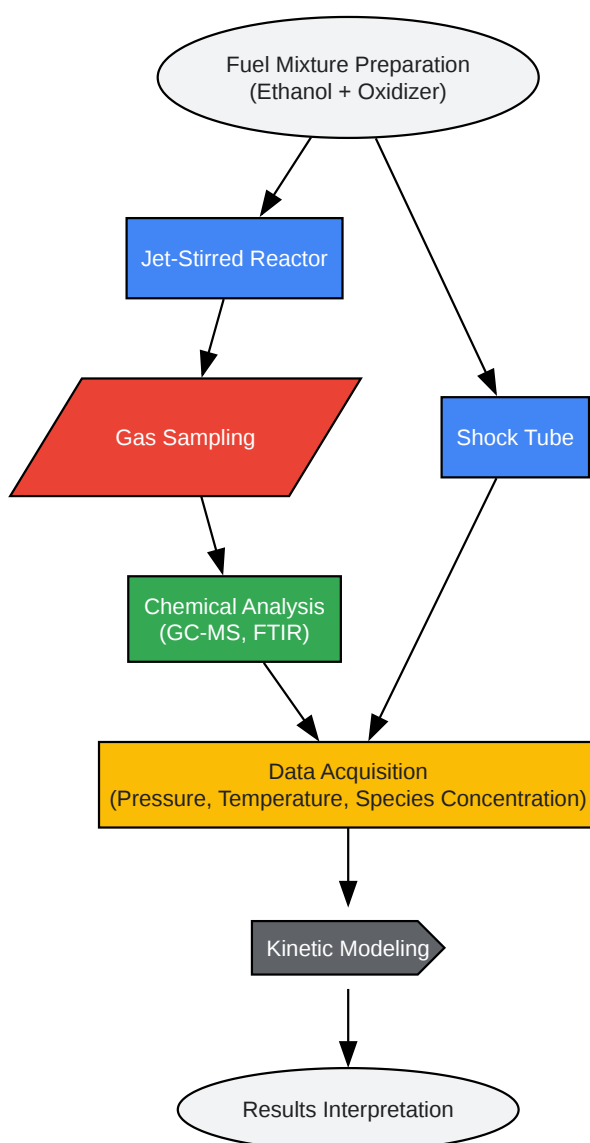 Fuel Mixture Preparation
(Ethanol + Oxidizer)
Jet-Stirred Reactor
Gas Sampling
Shock Tube
Chemical Analysis
(GC-MS, FTIR)
Data Acquisition
(Pressure, Temperature, Species Concentration)
Kinetic Modeling
Results Interpretation